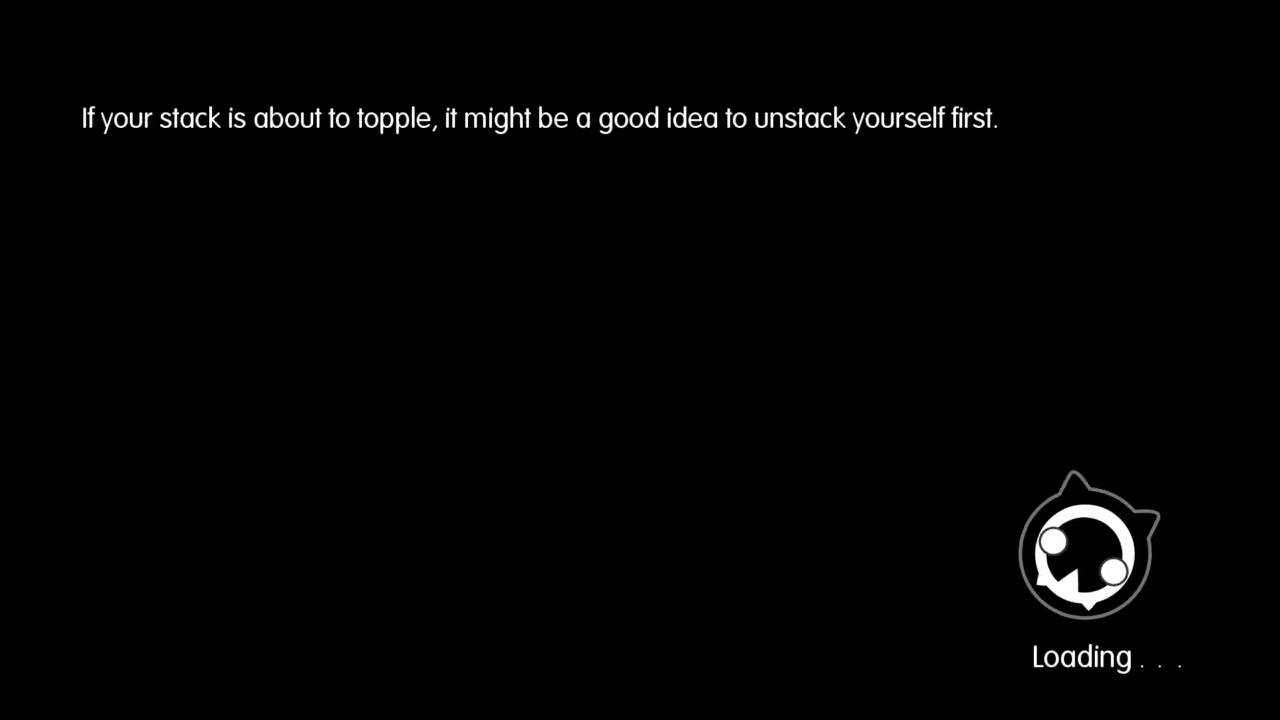 If your stack is about to topple, it might be a good idea to unstack yourself first.
Loading . . .